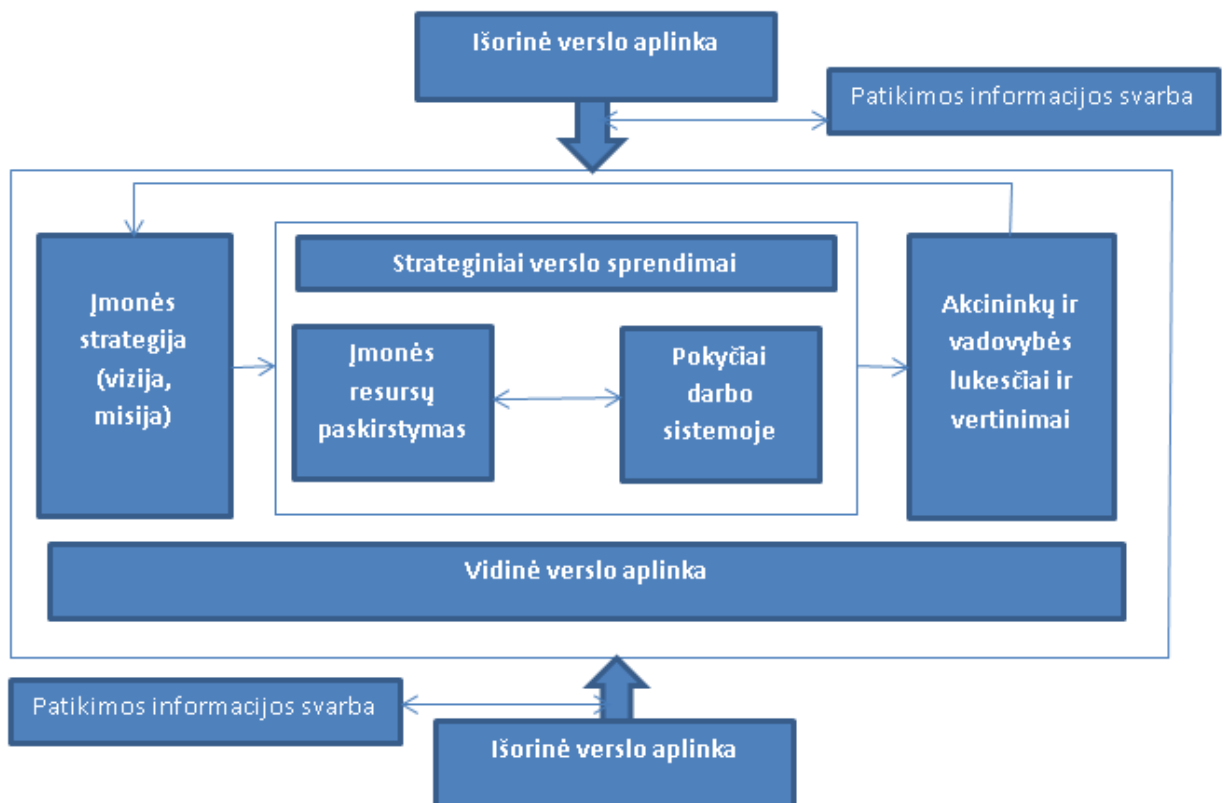 Išorinė verslo aplinka
Patikimos informacijos svarba
Įmonės
strategija
(vizija,
misija)
Strateginiai verslo sprendimai
Įmonės
resursų
paskirstymas
Pokyčiai
darbo
sistemoje
Akcininkų ir
vadovybės
lukesčiai ir
vertinimai
Vidinė verslo aplinka
Patikimos informacijos svarba
Išorinė verslo aplinka